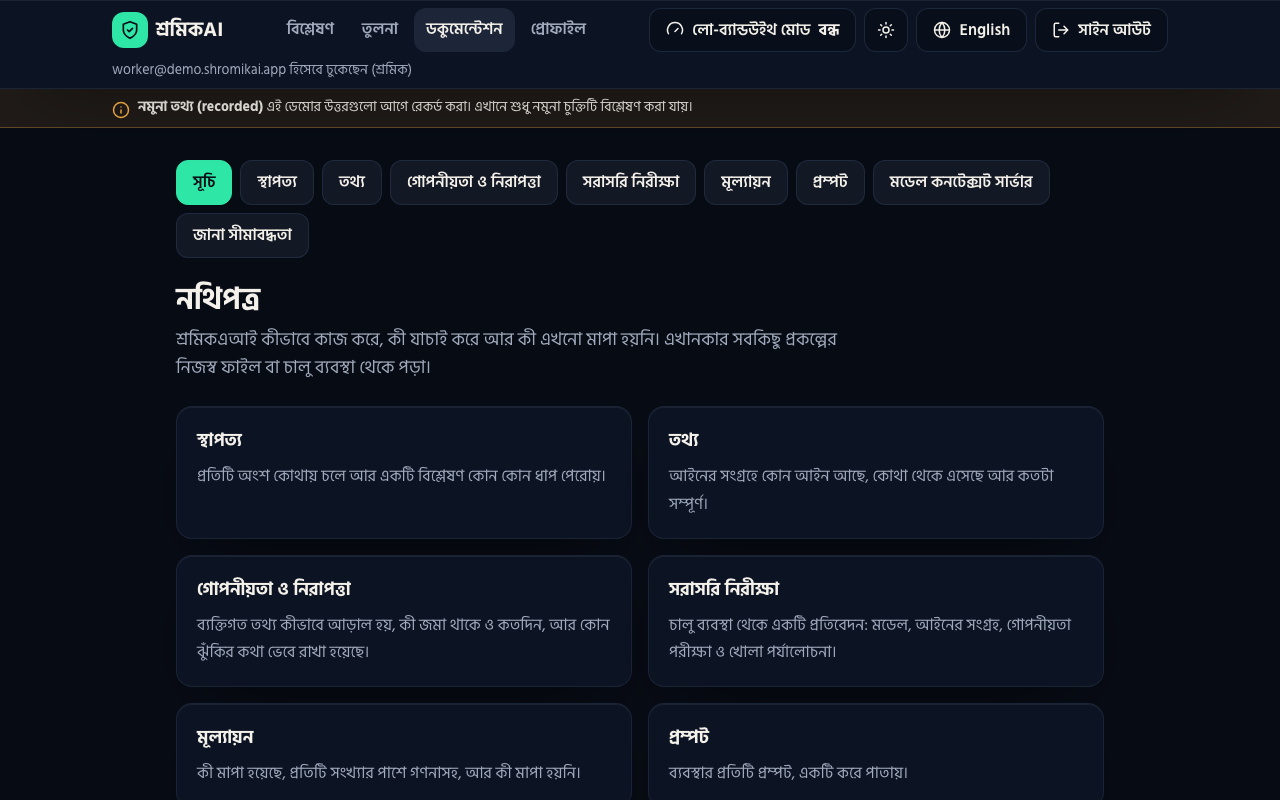 শ্রমিকAI
বিশ্লেষণ
তুলনা
ডকুমেন্টেশন
প্রোফাইল
লো-ব্যান্ডউইথ মোড বন্ধ
English
সাইন আউট
worker@demo.shromikai.app হিসেবে ঢুকেছেন (শ্রমিক)
নমুনা তথ্য (recorded) এই ডেমোর উত্তরগুলো আগে রেকর্ড করা। এখানে শুধু নমুনা চুক্তিটি বিশ্লেষণ করা যায়।
সূচি
স্থাপত্য
তথ্য
গোপনীয়তা ও নিরাপত্তা
সরাসরি নিরীক্ষা
মূল্যায়ন
প্রম্পট
মডেল কনটেক্সট সার্ভার
জানা সীমাবদ্ধতা
নথিপত্র
শ্রমিকএআই কীভাবে কাজ করে, কী যাচাই করে আর কী এখনো মাপা হয়নি। এখানকার সবকিছু প্রকল্পের
নিজস্ব ফাইল বা চালু ব্যবস্থা থেকে পড়া।
স্থাপত্য
প্রতিটি অংশ কোথায় চলে আর একটি বিশ্লেষণ কোন কোন ধাপ পেরোয়।
তথ্য
আইনের সংগ্রহে কোন আইন আছে, কোথা থেকে এসেছে আর কতটা
সম্পূর্ণ।
গোপনীয়তা ও নিরাপত্তা
ব্যক্তিগত তথ্য কীভাবে আড়াল হয়, কী জমা থাকে ও কতদিন, আর কোন
ঝুঁকির কথা ভেবে রাখা হয়েছে।
সরাসরি নিরীক্ষা
চালু ব্যবস্থা থেকে একটি প্রতিবেদন: মডেল, আইনের সংগ্রহ, গোপনীয়তা
পরীক্ষা ও খোলা পর্যালোচনা।
মূল্যায়ন
কী মাপা হয়েছে, প্রতিটি সংখ্যার পাশে গণনাসহ, আর কী মাপা হয়নি।
প্রম্পট
ব্যবস্থার প্রতিটি প্রম্পট, একটি করে পাতায়।